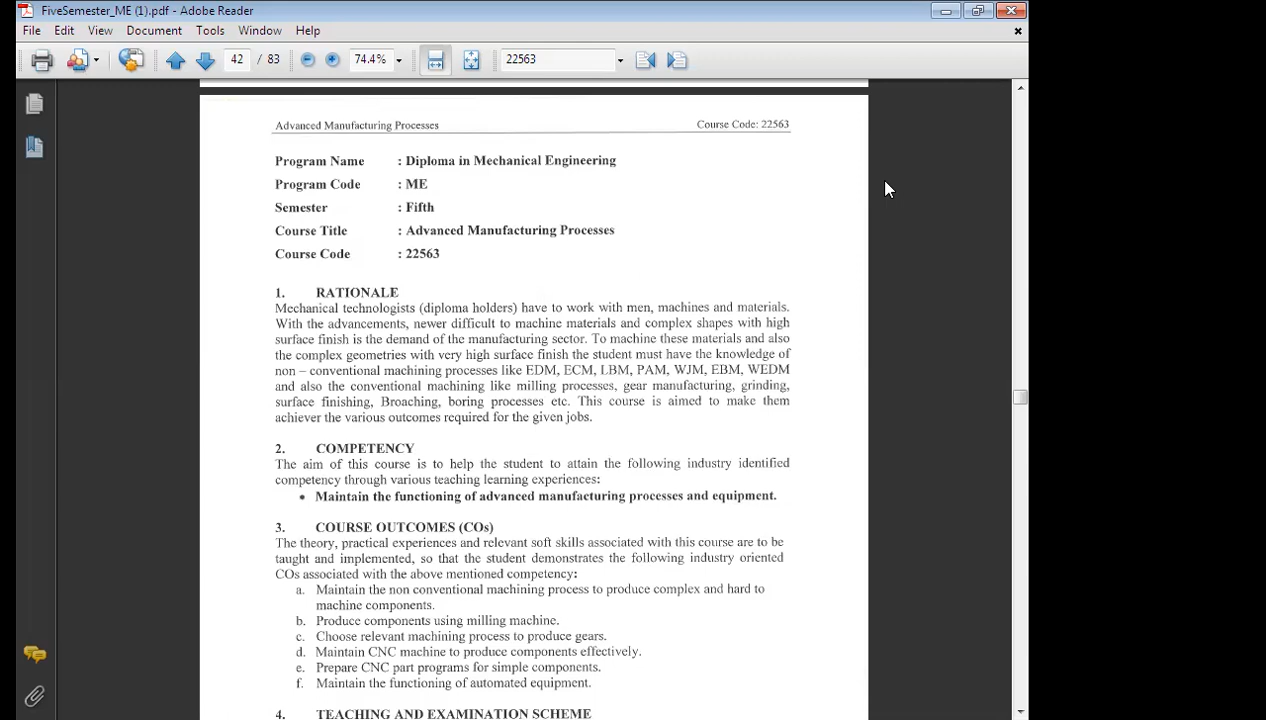 FiveSemester_ME (1).pdf - Adobe Reader
File Edit View Document Tools Window Help
42 / 83 74.4% 22563
Advanced Manufacturing Processes Course Code: 22563
Program Name : Diploma in Mechanical Engineering
Program Code : ME
Semester : Fifth
Course Title : Advanced Manufacturing Processes
Course Code : 22563
1. RATIONALE
Mechanical technologists (diploma holders) have to work with men, machines and materials.
With the advancements, newer difficult to machine materials and complex shapes with high
surface finish is the demand of the manufacturing sector. To machine these materials and also
the complex geometries with very high surface finish the student must have the knowledge of
non – conventional machining processes like EDM, ECM, LBM, PAM, WJM, EBM, WEDM
and also the conventional machining like milling processes, gear manufacturing, grinding,
surface finishing, Broaching, boring processes etc. This course is aimed to make them
achiever the various outcomes required for the given jobs.
2. COMPETENCY
The aim of this course is to help the student to attain the following industry identified
competency through various teaching learning experiences:
• Maintain the functioning of advanced manufacturing processes and equipment.
3. COURSE OUTCOMES (COs)
The theory, practical experiences and relevant soft skills associated with this course are to be
taught and implemented, so that the student demonstrates the following industry oriented
COs associated with the above mentioned competency:
a. Maintain the non conventional machining process to produce complex and hard to
machine components.
b. Produce components using milling machine.
c. Choose relevant machining process to produce gears.
d. Maintain CNC machine to produce components effectively.
e. Prepare CNC part programs for simple components.
f. Maintain the functioning of automated equipment.
4. TEACHING AND EXAMINATION SCHEME